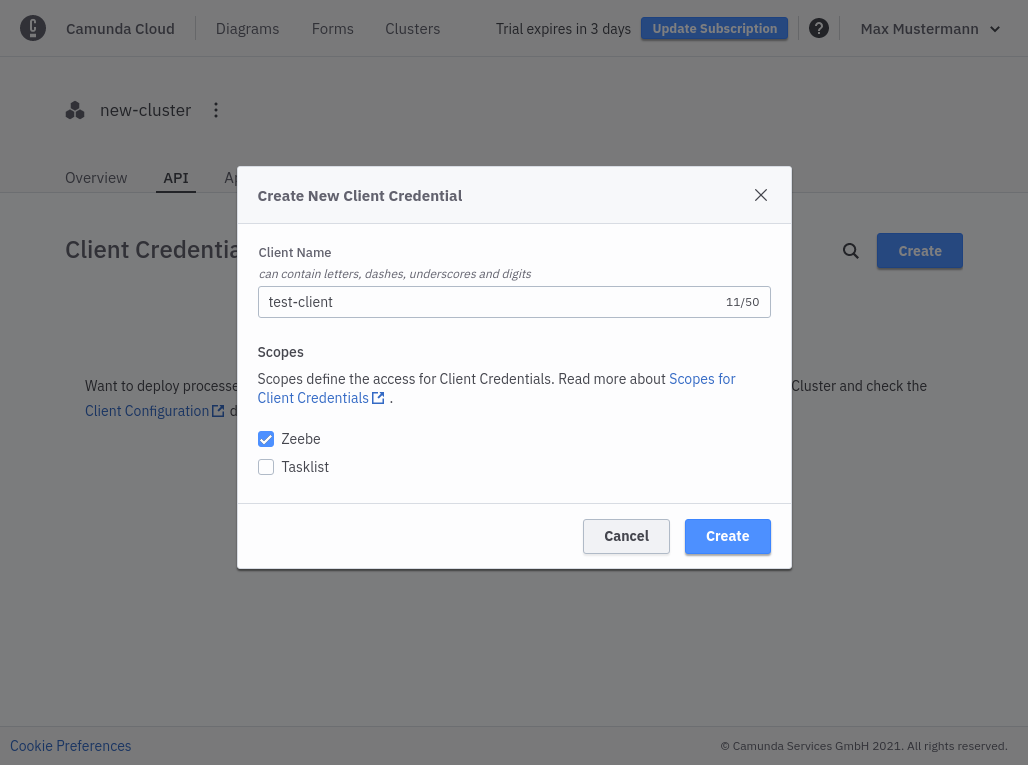 Camunda Cloud Diagrams Forms Clusters Trial expires in 3 days Update Subscription ? Max Mustermann
new-cluster
Overview API
Create New Client Credential
Client Credentia Create
Client Name
can contain letters, dashes, underscores and digits
test-client 11/50
Scopes
Scopes define the access for Client Credentials. Read more about Scopes for
Client Credentials .
Want to deploy processe Cluster and check the
Client Configuration d
Zeebe
Tasklist
Cancel Create
Cookie Preferences © Camunda Services GmbH 2021. All rights reserved.